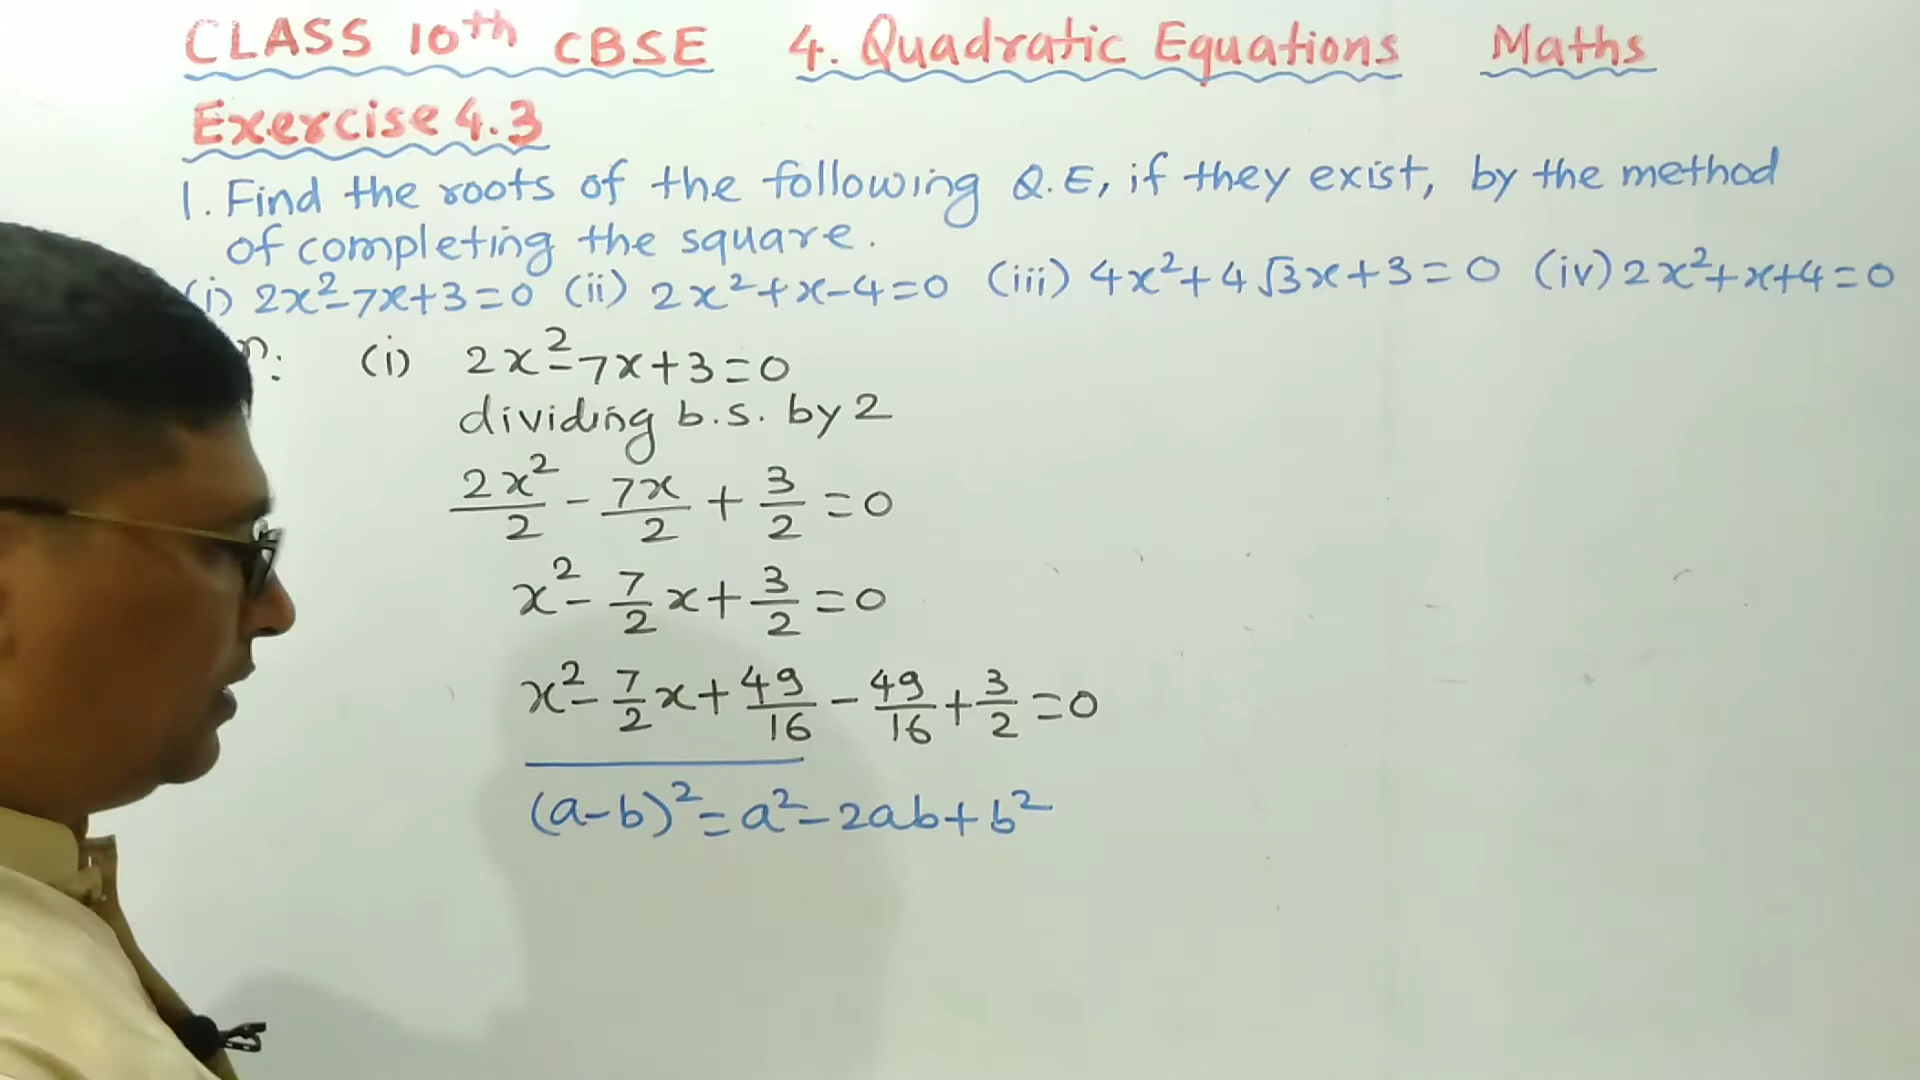 CLASS 10th CBSE 4. Quadratic Equations Maths
Exercise 4.3
1. Find the roots of the following Q.E, if they exist, by the method
of completing the square.
(i) 2x²-7x+3=0 (ii) 2x²+x-4=0 (iii) 4x²+4√3x+3=0 (iv) 2x²+x+4=0
(i) 2x²-7x+3=0
dividing b.s. by 2
2x²/2 - 7x/2 + 3/2 = 0
x² - 7/2 x + 3/2 = 0
x² - 7/2 x + 49/16 - 49/16 + 3/2 = 0
(a-b)² = a² - 2ab + b²